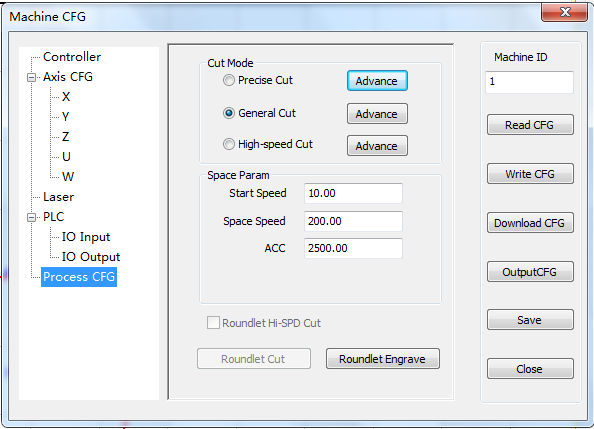 Machine CFG
Controller
Axis CFG
X
Y
Z
U
W
Laser
PLC
IO Input
IO Output
Process CFG
Cut Mode
Precise Cut Advance
General Cut Advance
High-speed Cut Advance
Space Param
Start Speed 10.00
Space Speed 200.00
ACC 2500.00
Roundlet Hi-SPD Cut
Roundlet Cut Roundlet Engrave
Machine ID
1
Read CFG
Write CFG
Download CFG
OutputCFG
Save
Close